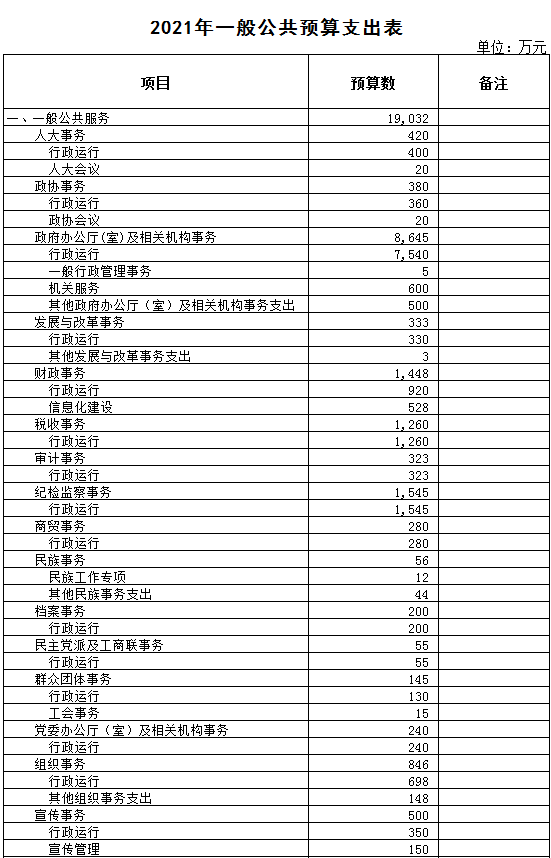 2021年一般公共预算支出表
单位：万元
项目 预算数 备注
一、一般公共服务 19,032
人大事务 420
行政运行 400
人大会议 20
政协事务 380
行政运行 360
政协会议 20
政府办公厅(室)及相关机构事务 8,645
行政运行 7,540
一般行政管理事务 5
机关服务 600
其他政府办公厅（室）及相关机构事务支出 500
发展与改革事务 333
行政运行 330
其他发展与改革事务支出 3
财政事务 1,448
行政运行 920
信息化建设 528
税收事务 1,260
行政运行 1,260
审计事务 323
行政运行 323
纪检监察事务 1,545
行政运行 1,545
商贸事务 280
行政运行 280
民族事务 56
民族工作专项 12
其他民族事务支出 44
档案事务 200
行政运行 200
民主党派及工商联事务 55
行政运行 55
群众团体事务 145
行政运行 130
工会事务 15
党委办公厅（室）及相关机构事务 240
行政运行 240
组织事务 846
行政运行 698
其他组织事务支出 148
宣传事务 500
行政运行 350
宣传管理 150